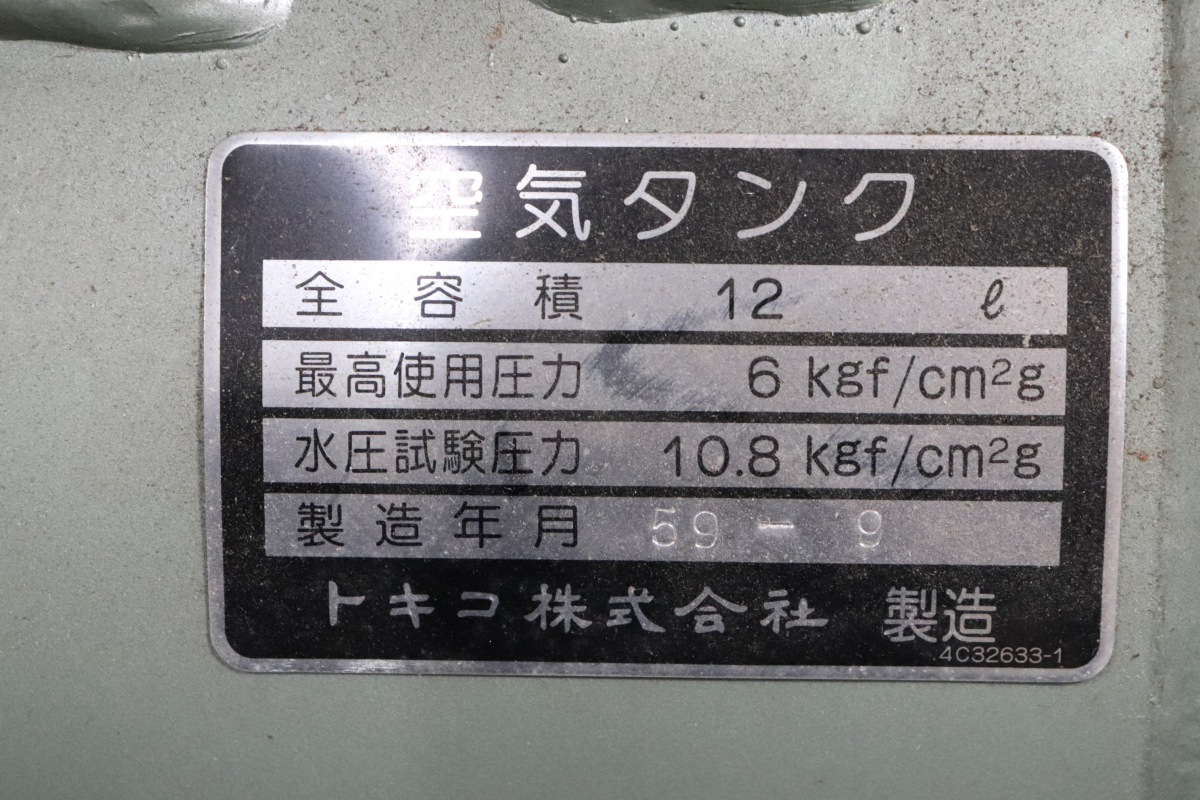 空気タンク
全容積 12 ℓ
最高使用圧力 6 kgf/cm²g
水圧試験圧力 10.8 kgf/cm²g
製造年月 59-9
トキコ株式会社 製造
4C32633-1